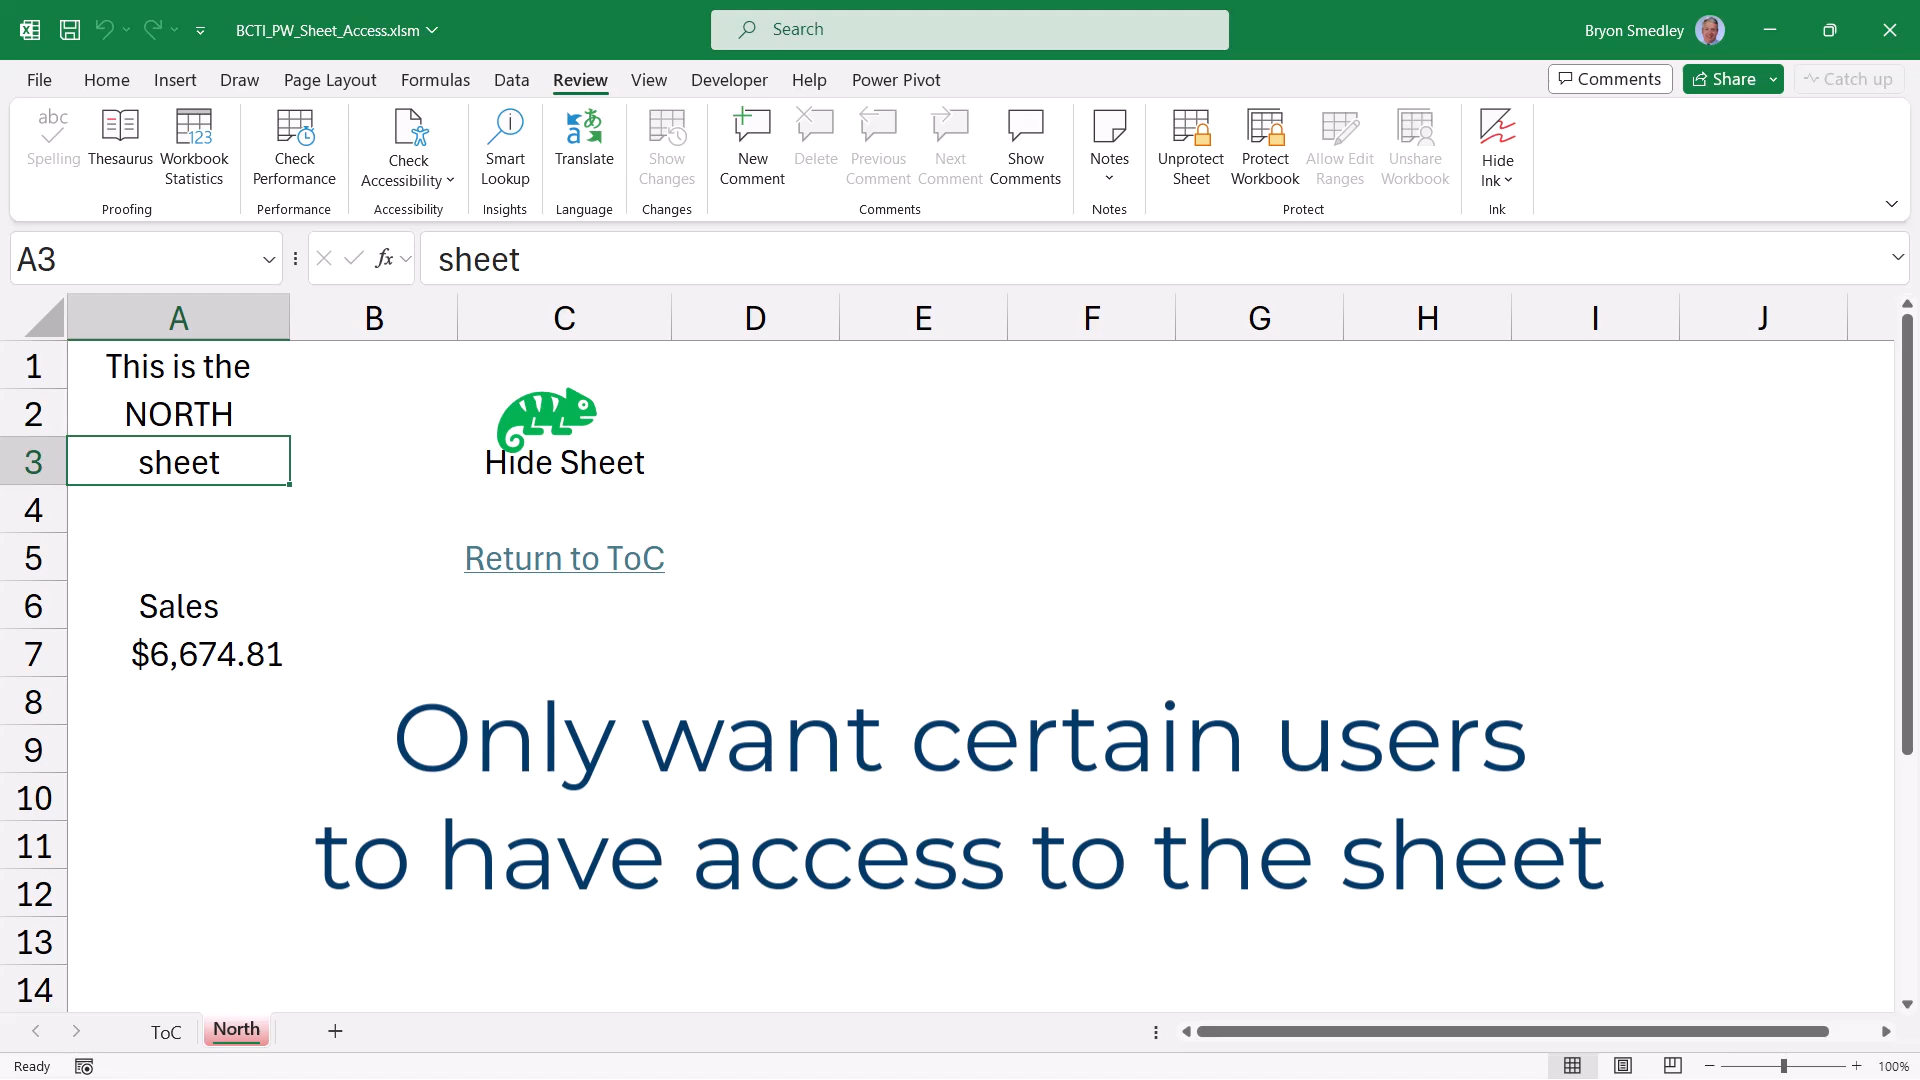 BCTI_PW_Sheet_Access.xlsm
Search
Bryon Smedley
File Home Insert Draw Page Layout Formulas Data Review View Developer Help Power Pivot
Comments Share Catch up
abc
Spelling
Thesaurus
123
Workbook
Statistics
Proofing
Check
Performance
Performance
Check
Accessibility
Accessibility
Smart
Lookup
Insights
a あ
Translate
Language
Show
Changes
Changes
New
Comment
Delete
Previous
Comment
Next
Comment
Show
Comments
Comments
Notes
Notes
Unprotect
Sheet
Protect
Workbook
Allow Edit
Ranges
Unshare
Workbook
Protect
Hide
Ink
Ink
A3 fx sheet
A B C D E F G H I J
1 This is the
2 NORTH
3 sheet Hide Sheet
4
5 Return to ToC
6 Sales
7 $6,674.81
8
9
10
11
12
13
14
Only want certain users
to have access to the sheet
ToC North
Ready 100%